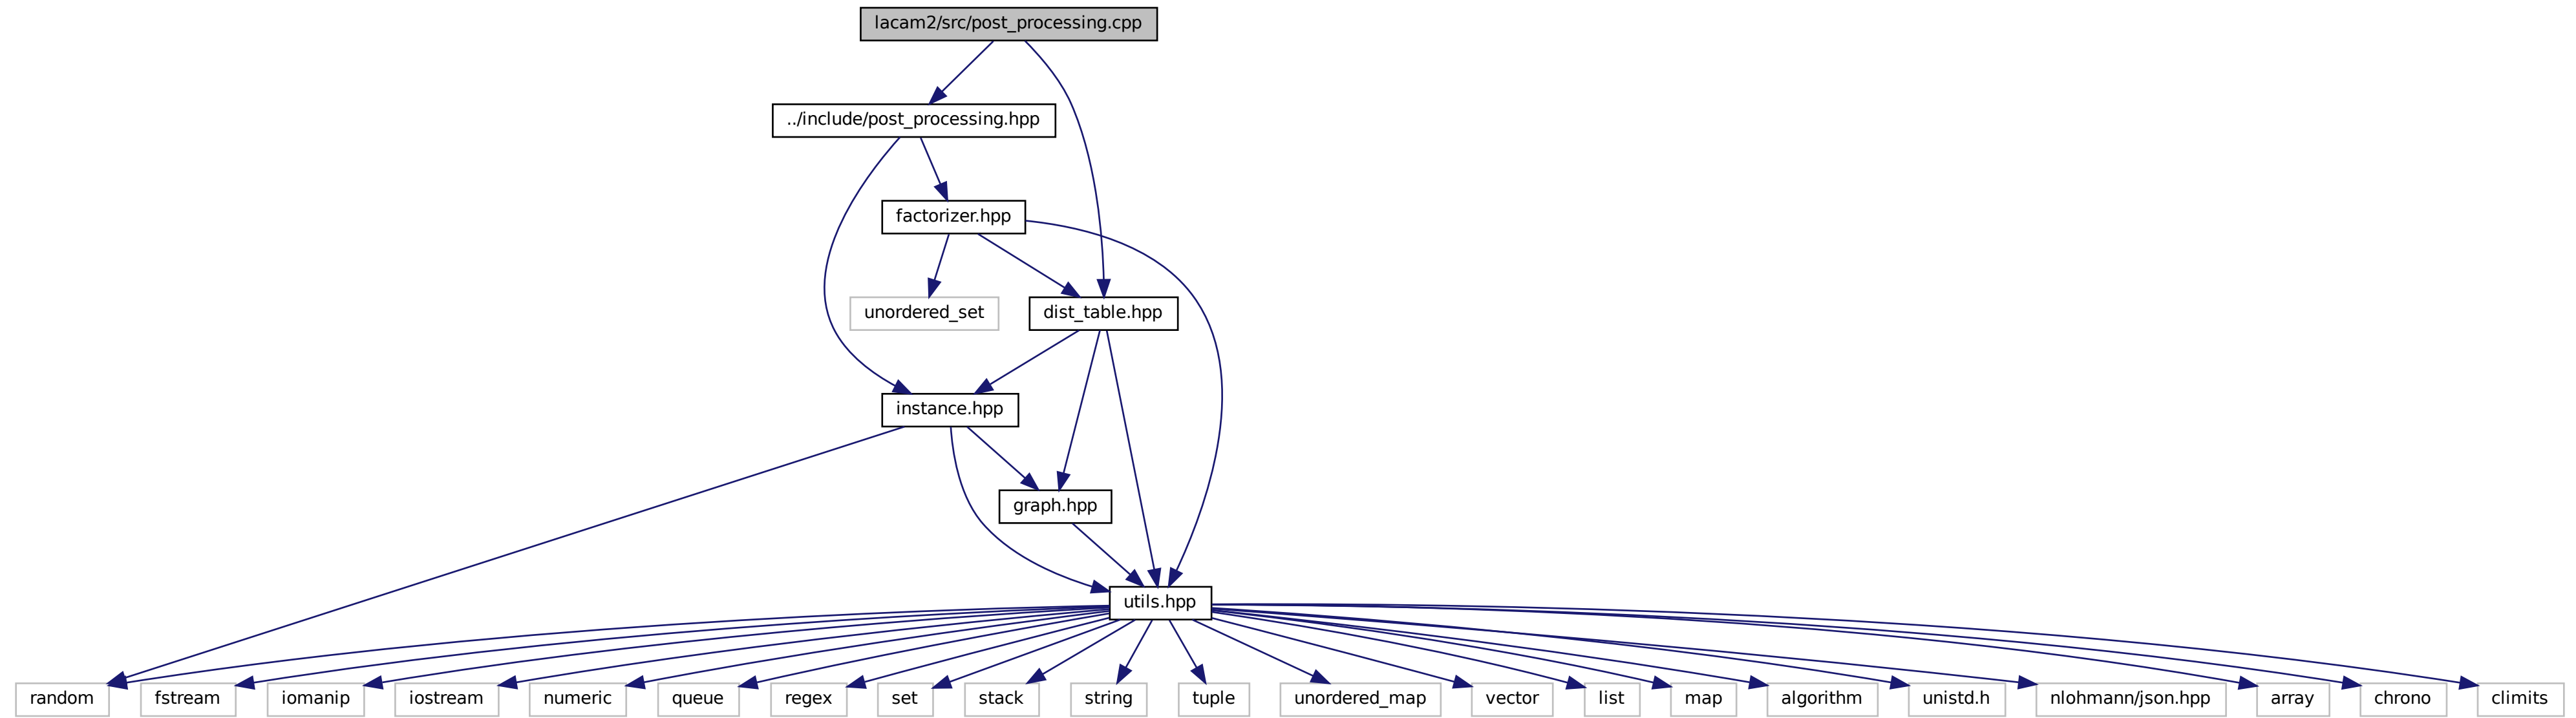 lacam2/src/post_processing.cpp
../include/post_processing.hpp
factorizer.hpp
unordered_set
dist_table.hpp
instance.hpp
graph.hpp
utils.hpp
random
fstream
iomanip
iostream
numeric
queue
regex
set
stack
string
tuple
unordered_map
vector
list
map
algorithm
unistd.h
nlohmann/json.hpp
array
chrono
climits